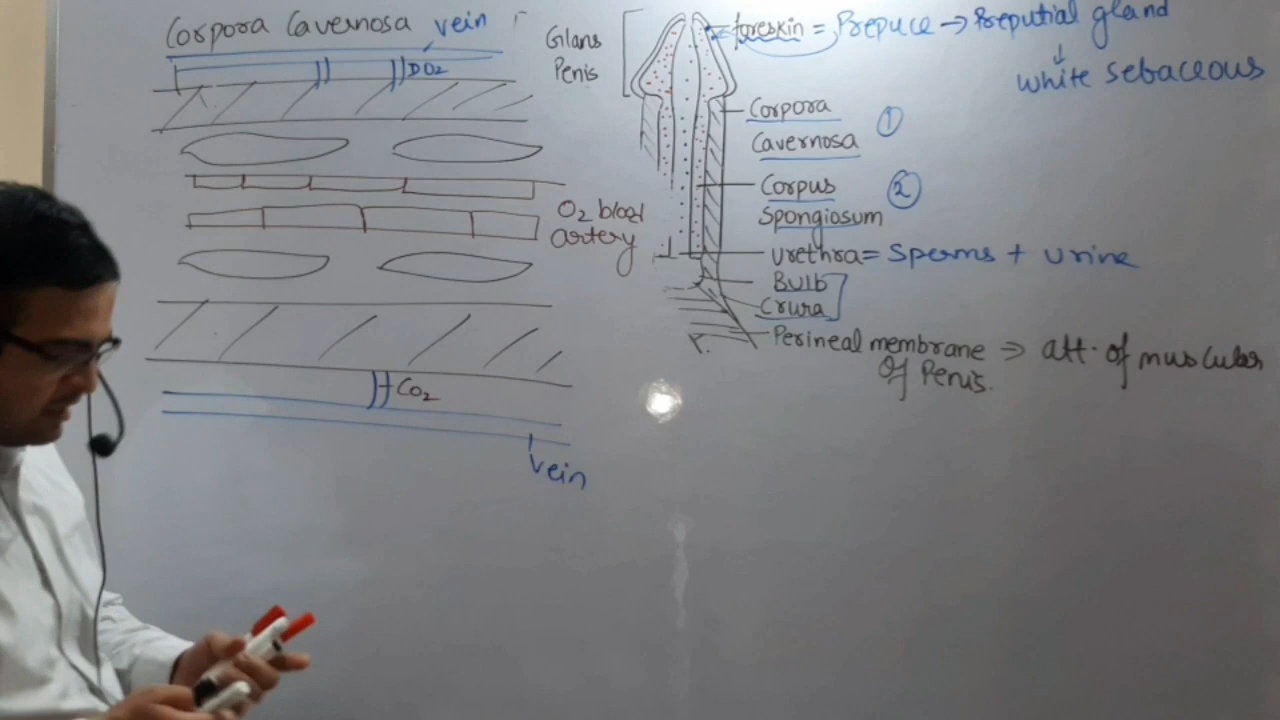 Corpora Cavernosa
vein
DO2
O2 blood
artery
CO2
vein
Glans
Penis
foreskin = Prepuce → Preputial gland
↓
white sebaceous
Corpora
Cavernosa
①
Corpus
Spongiosum
②
urethra = Sperms + urine
Bulb
Crura
Perineal membrane ⇒ att. of muscular
of Penis.